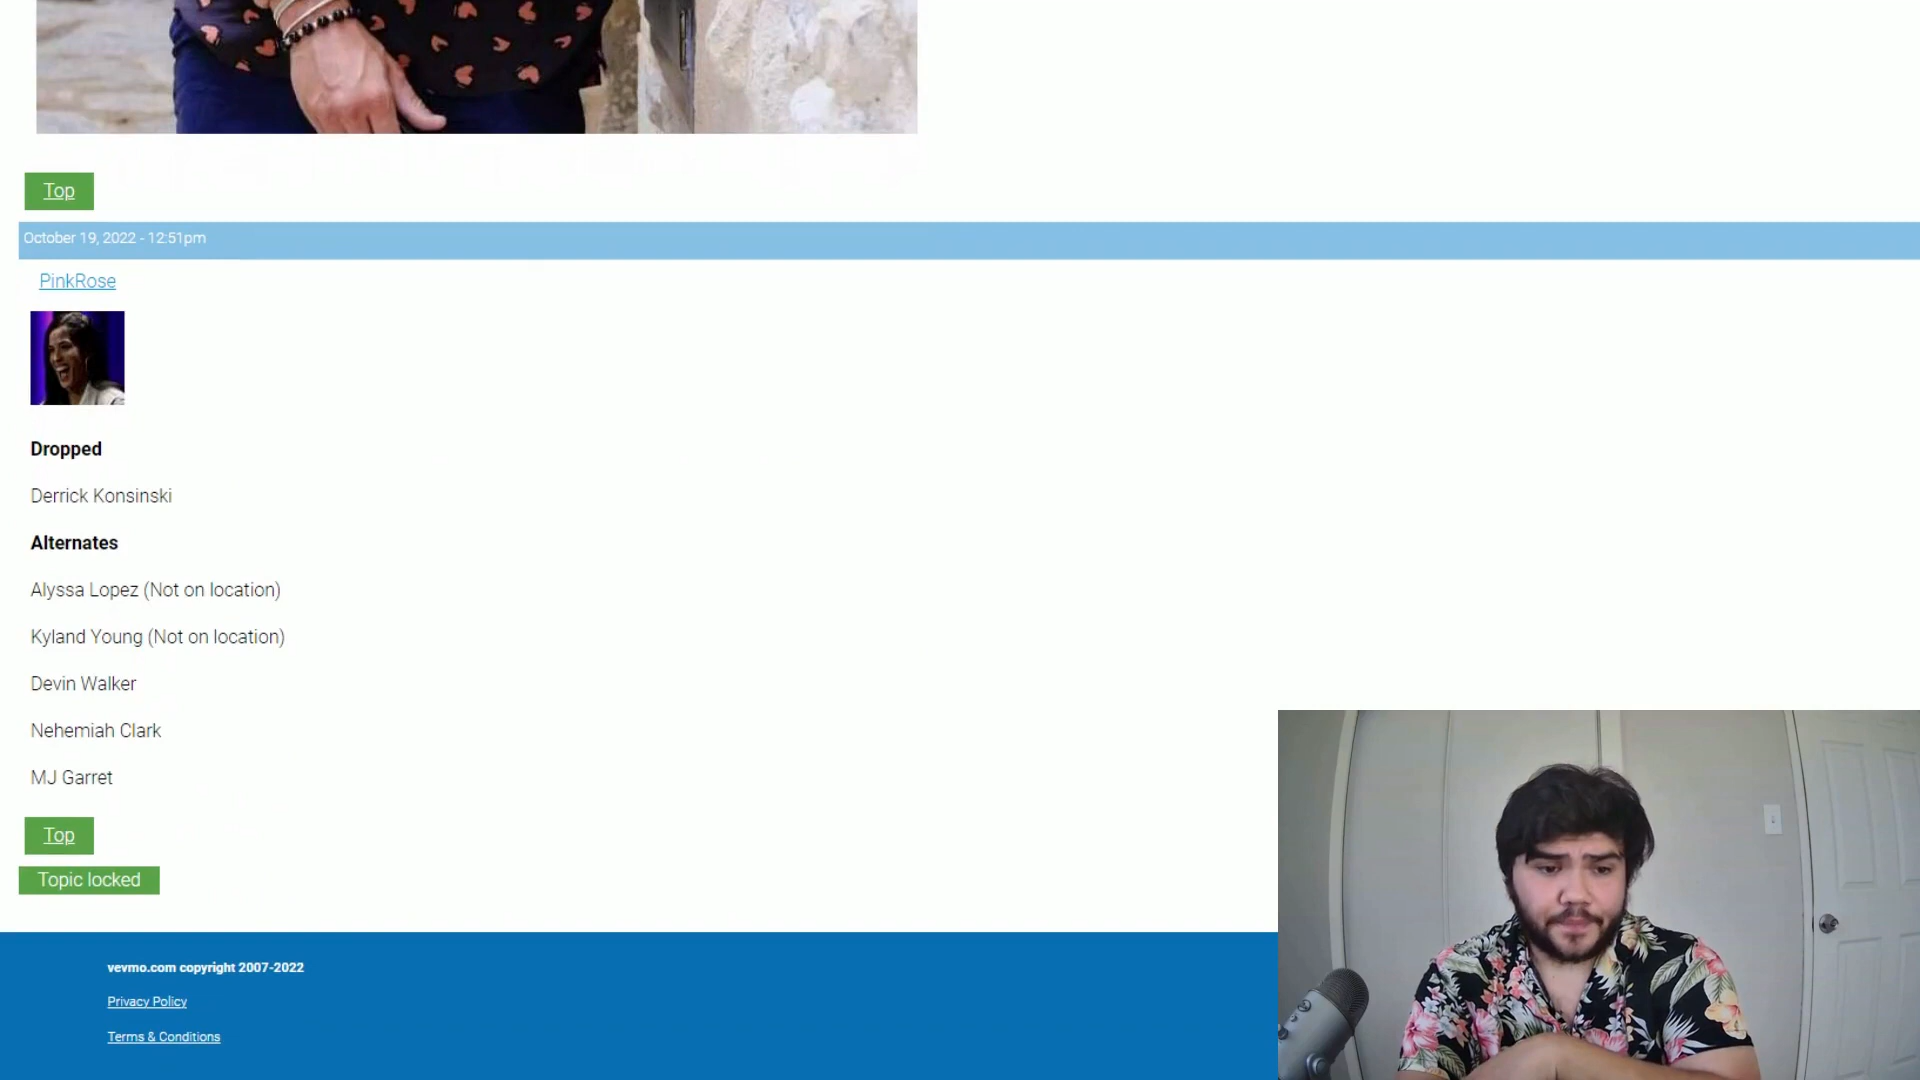 Top
October 19, 2022 - 12:51pm
PinkRose
Dropped
Derrick Konsinski
Alternates
Alyssa Lopez (Not on location)
Kyland Young (Not on location)
Devin Walker
Nehemiah Clark
MJ Garret
Top
Topic locked
vevmo.com copyright 2007-2022
Privacy Policy
Terms & Conditions